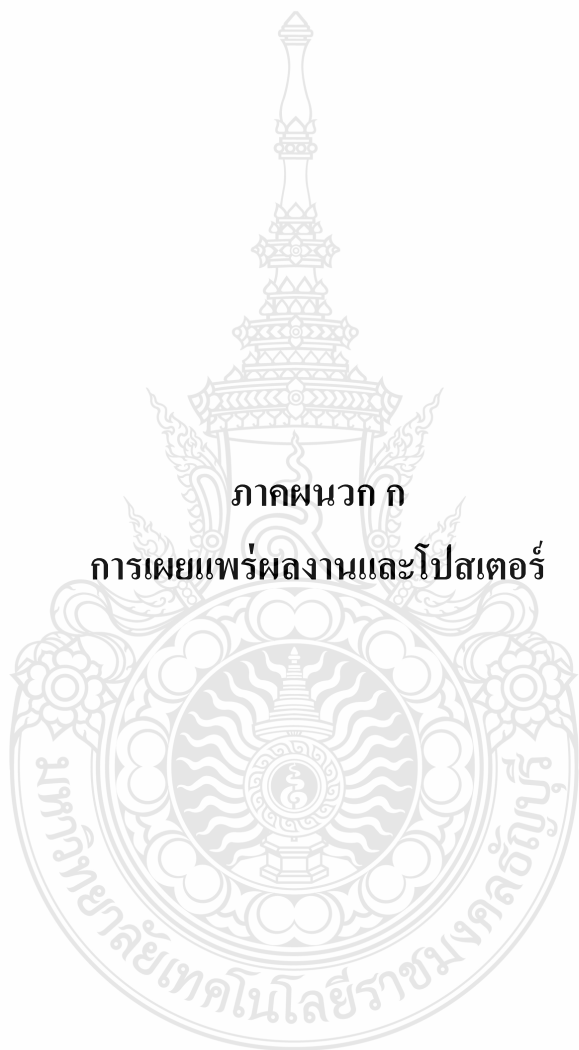 ภาคผนวก ก
การเผยแพร่ผลงานและโปสเตอร์
มหาวิทยาลัยเทคโนโลยีราชมงคลธัญบุรี